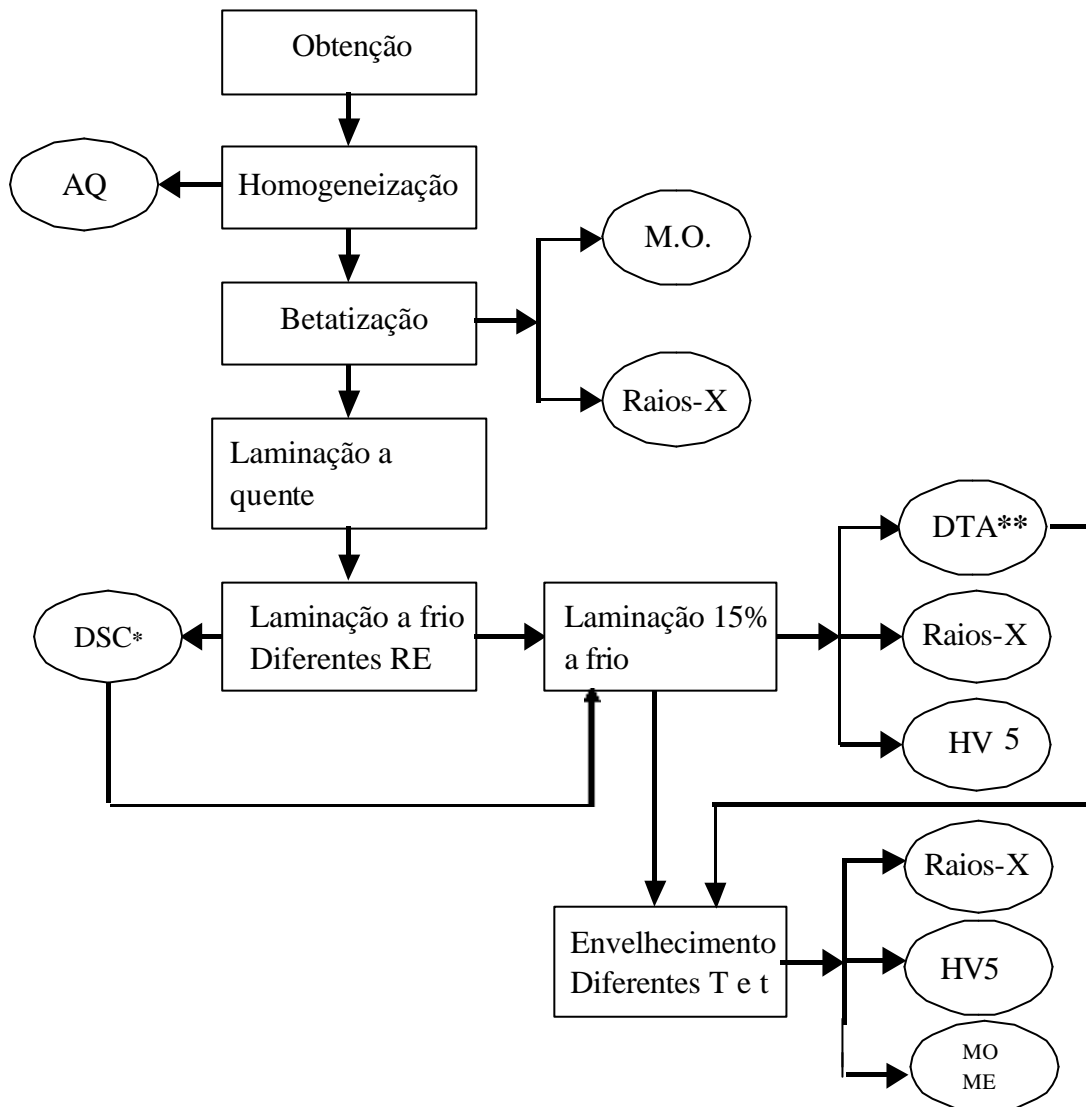 Obtenção
AQ
Homogeneização
M.O.
Betatização
Raios-X
Laminação a
quente
DTA**
DSC*
Laminação a frio
Diferentes RE
Laminação 15%
a frio
Raios-X
HV 5
Raios-X
Envelhecimento
Diferentes T e t
HV5
MO
ME